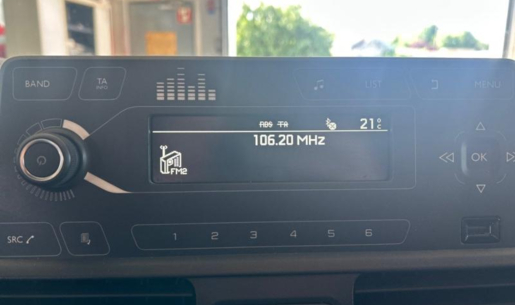 BAND
TA
INFO
LIST
MENU
RDS TA
21°C
106.20 MHz
FM2
OK
SRC
1 2 3 4 5 6